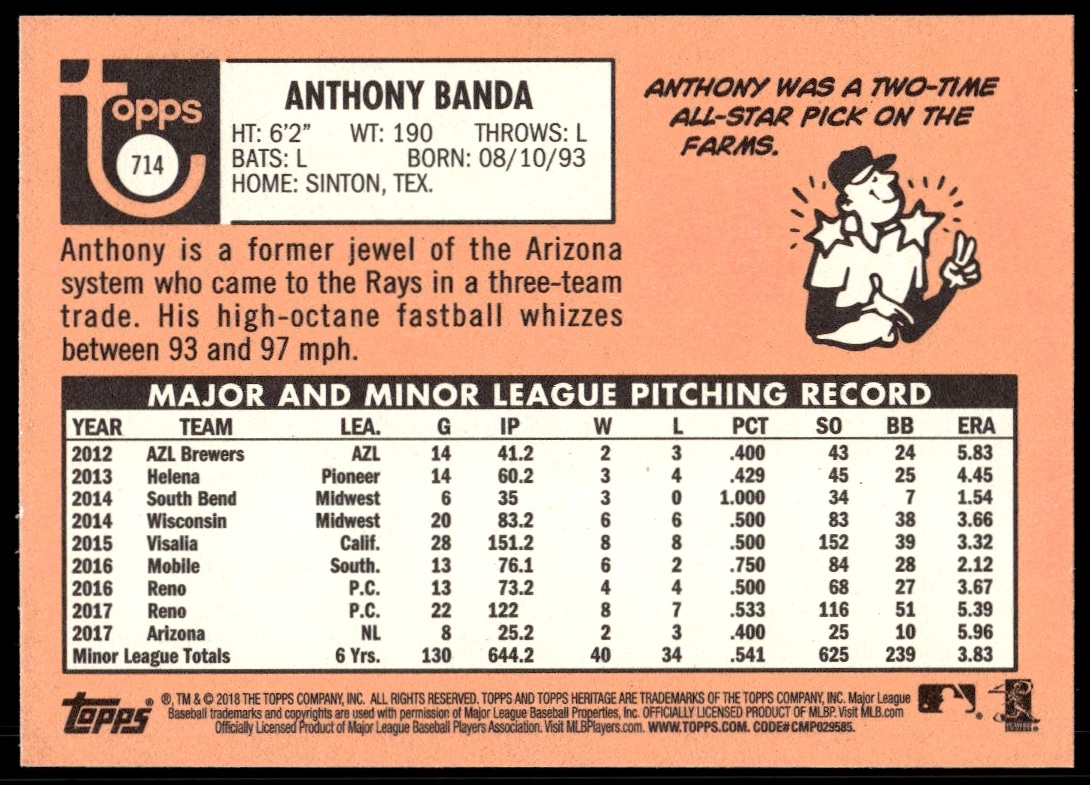 topps
714
ANTHONY BANDA
HT: 6'2" WT: 190 THROWS: L
BATS: L BORN: 08/10/93
HOME: SINTON, TEX.
ANTHONY WAS A TWO-TIME
ALL-STAR PICK ON THE
FARMS.
Anthony is a former jewel of the Arizona
system who came to the Rays in a three-team
trade. His high-octane fastball whizzes
between 93 and 97 mph.
MAJOR AND MINOR LEAGUE PITCHING RECORD
YEAR TEAM LEA. G IP W L PCT SO BB ERA
2012 AZL Brewers AZL 14 41.2 2 3 .400 43 24 5.83
2013 Helena Pioneer 14 60.2 3 4 .429 45 25 4.45
2014 South Bend Midwest 6 35 3 0 1.000 34 7 1.54
2014 Wisconsin Midwest 20 83.2 6 6 .500 83 38 3.66
2015 Visalia Calif. 28 151.2 8 8 .500 152 39 3.32
2016 Mobile South. 13 76.1 6 2 .750 84 28 2.12
2016 Reno P.C. 13 73.2 4 4 .500 68 27 3.67
2017 Reno P.C. 22 122 8 7 .533 116 51 5.39
2017 Arizona NL 8 25.2 2 3 .400 25 10 5.96
Minor League Totals 6 Yrs. 130 644.2 40 34 .541 625 239 3.83
topps® ®, TM & © 2018 THE TOPPS COMPANY, INC. ALL RIGHTS RESERVED. TOPPS AND TOPPS HERITAGE ARE TRADEMARKS OF THE TOPPS COMPANY, INC. Major League
Baseball trademarks and copyrights are used with permission of Major League Baseball Properties, Inc. OFFICIALLY LICENSED PRODUCT OF MLBP. Visit MLB.com
Officially Licensed Product of Major League Baseball Players Association. Visit MLBPlayers.com. WWW.TOPPS.COM. CODE#CMP029585.